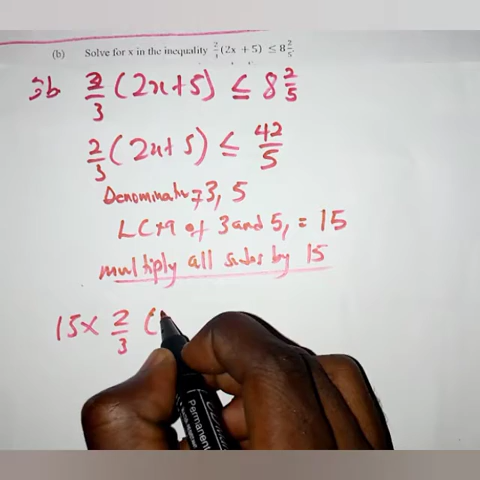 (b) Solve for x in the inequality 2/3 (2x + 5) ≤ 8 2/5
3b 2/3 (2x+5) ≤ 8 2/5
2/3 (2x+5) ≤ 42/5
Denominator = 3, 5
LCM of 3 and 5, = 15
multiply all sides by 15
15 x 2/3 (
Permanent